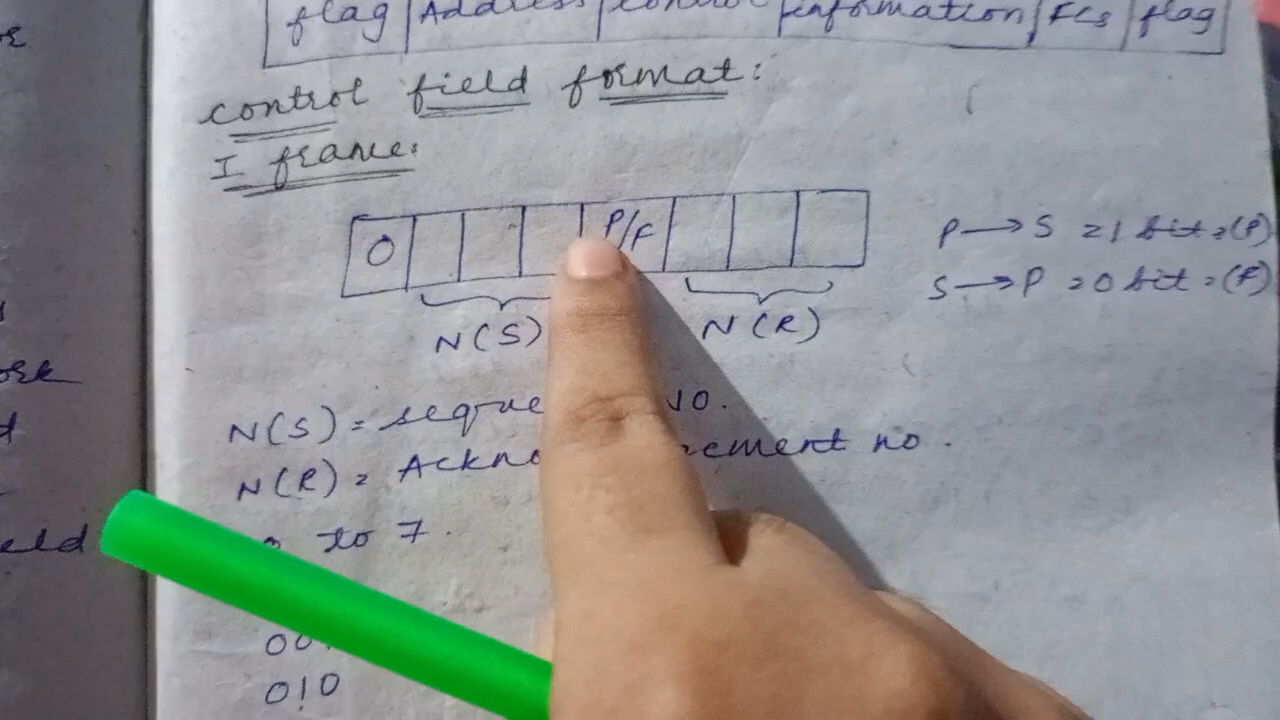 flag Address control information FCS flag
control field format:
I frame:
0 P/F
N(S) N(R)
P→S =1 bit =(P)
S→P =0 bit =(F)
N(S) = seque no.
N(R) = Ackno ement no.
to 7.
00
010
eld